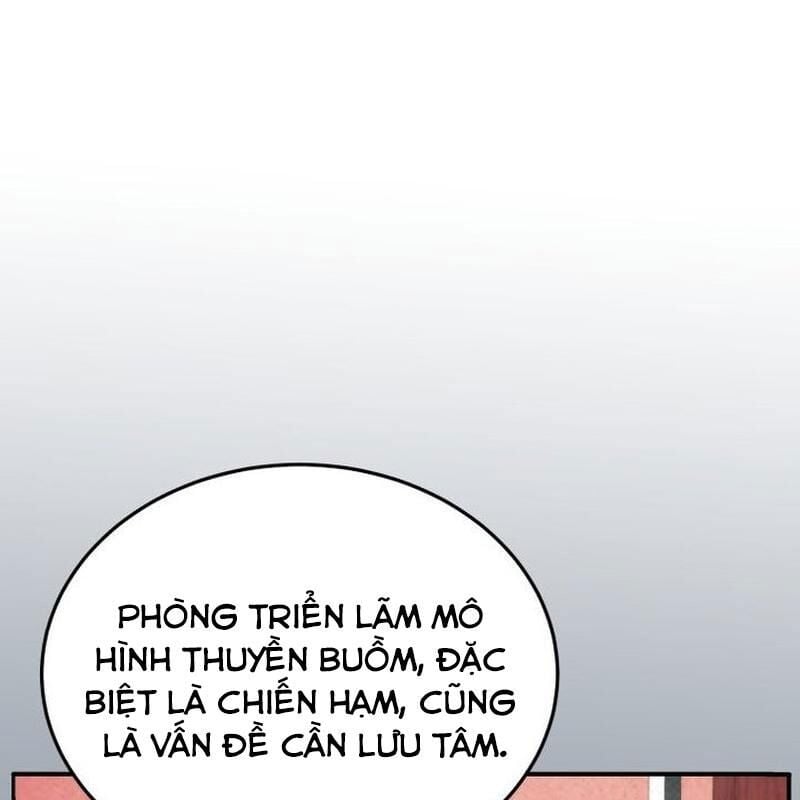 PHÒNG TRIỂN LÃM MÔ
HÌNH THUYỀN BUỒM, ĐẶC
BIỆT LÀ CHIẾN HẠM, CŨNG
LÀ VẤN ĐỀ CẦN LƯU TÂM.